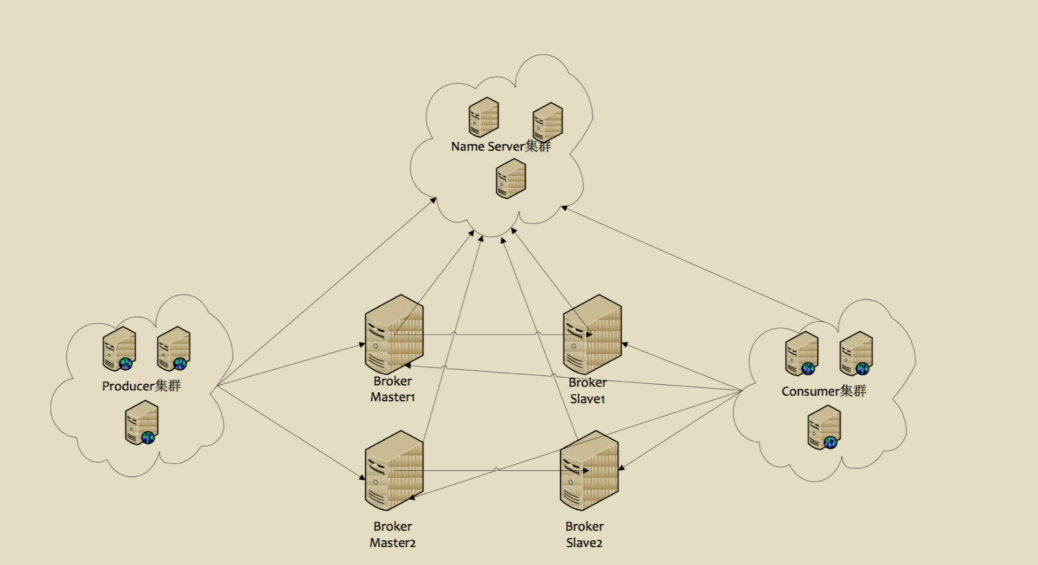 Name Server集群
Producer集群
Broker
Master1
Broker
Slave1
Consumer集群
Broker
Master2
Broker
Slave2